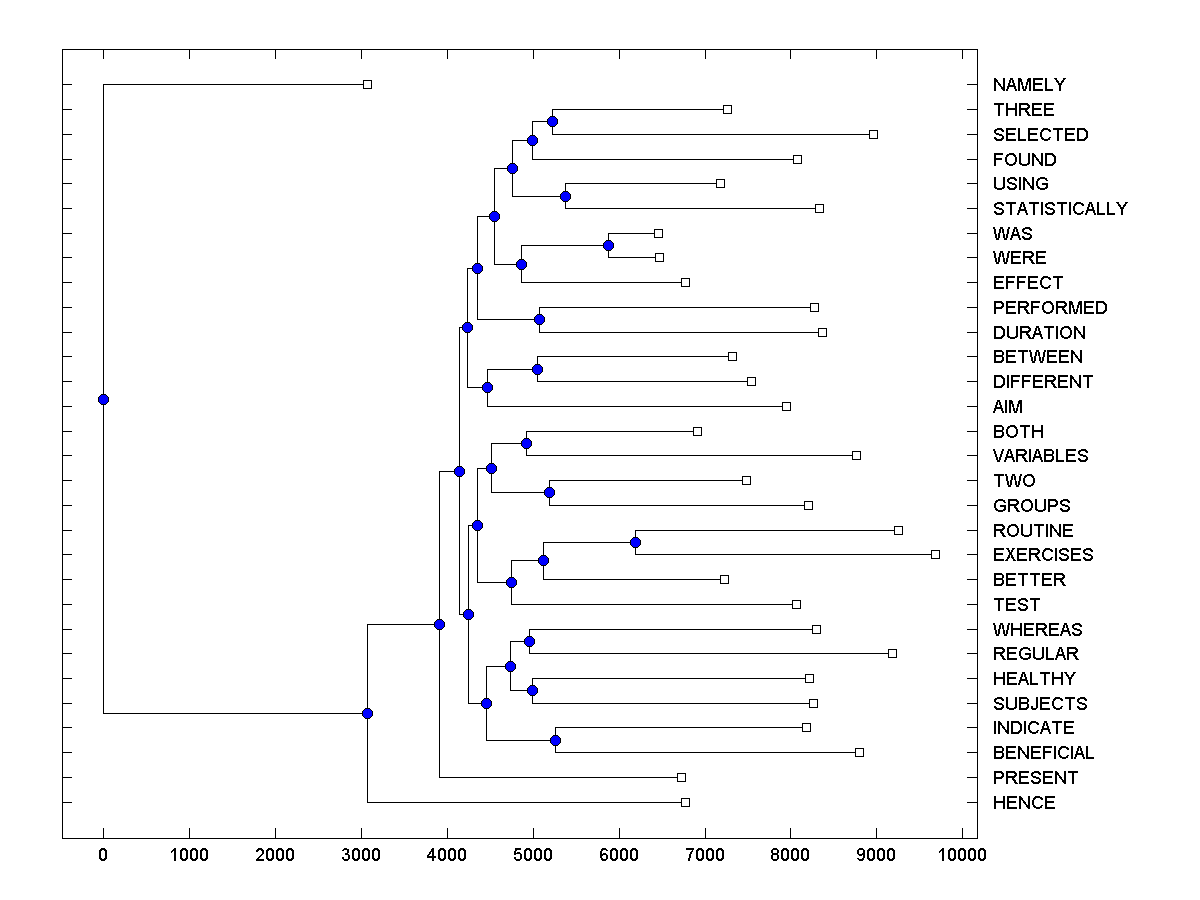 NAMELY
THREE
SELECTED
FOUND
USING
STATISTICALLY
WAS
WERE
EFFECT
PERFORMED
DURATION
BETWEEN
DIFFERENT
AIM
BOTH
VARIABLES
TWO
GROUPS
ROUTINE
EXERCISES
BETTER
TEST
WHEREAS
REGULAR
HEALTHY
SUBJECTS
INDICATE
BENEFICIAL
PRESENT
HENCE
0 1000 2000 3000 4000 5000 6000 7000 8000 9000 10000